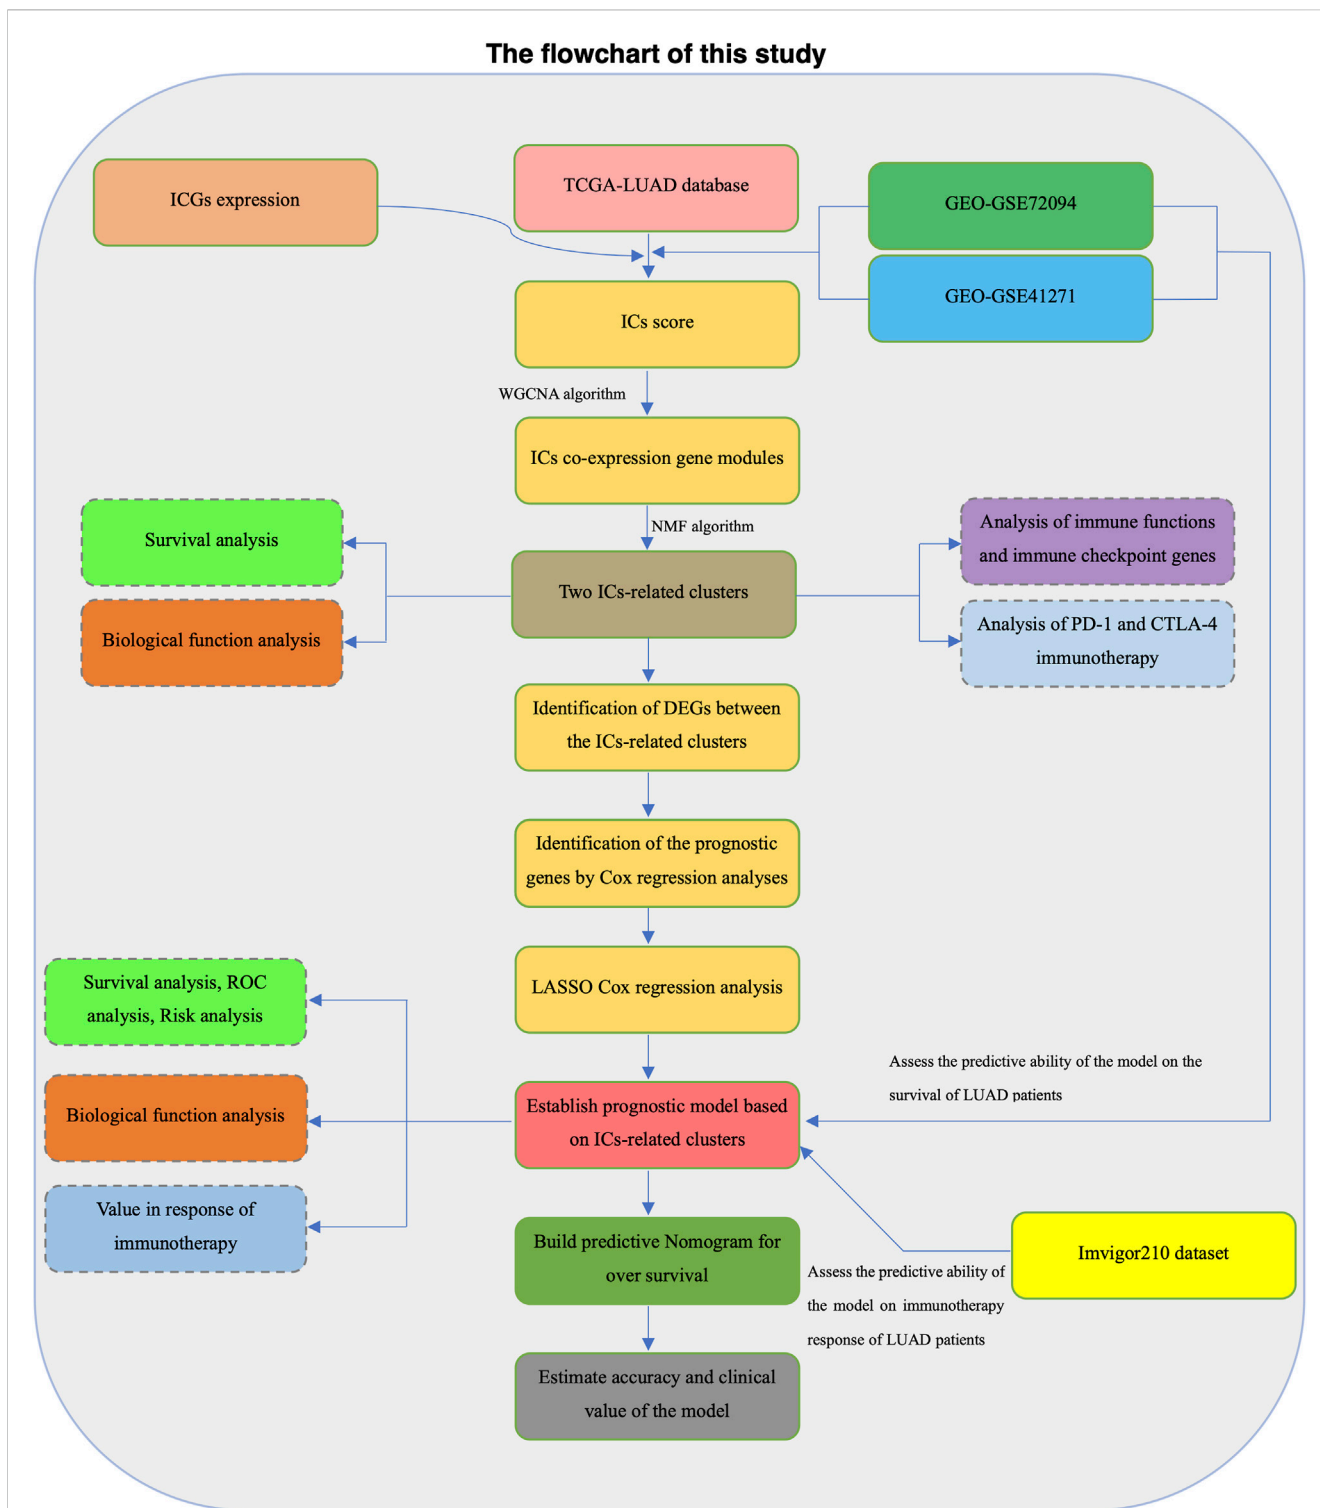 The flowchart of this study
ICGs expression
TCGA-LUAD database
GEO-GSE72094
GEO-GSE41271
ICs score
WGCNA algorithm
ICs co-expression gene modules
NMF algorithm
Survival analysis
Biological function analysis
Two ICs-related clusters
Analysis of immune functions
and immune checkpoint genes
Analysis of PD-1 and CTLA-4
immunotherapy
Identification of DEGs between
the ICs-related clusters
Identification of the prognostic
genes by Cox regression analyses
LASSO Cox regression analysis
Survival analysis, ROC
analysis, Risk analysis
Biological function analysis
Value in response of
immunotherapy
Assess the predictive ability of the model on the
survival of LUAD patients
Establish prognostic model based
on ICs-related clusters
Build predictive Nomogram for
over survival
Imvigor210 dataset
Assess the predictive ability of
the model on immunotherapy
response of LUAD patients
Estimate accuracy and clinical
value of the model